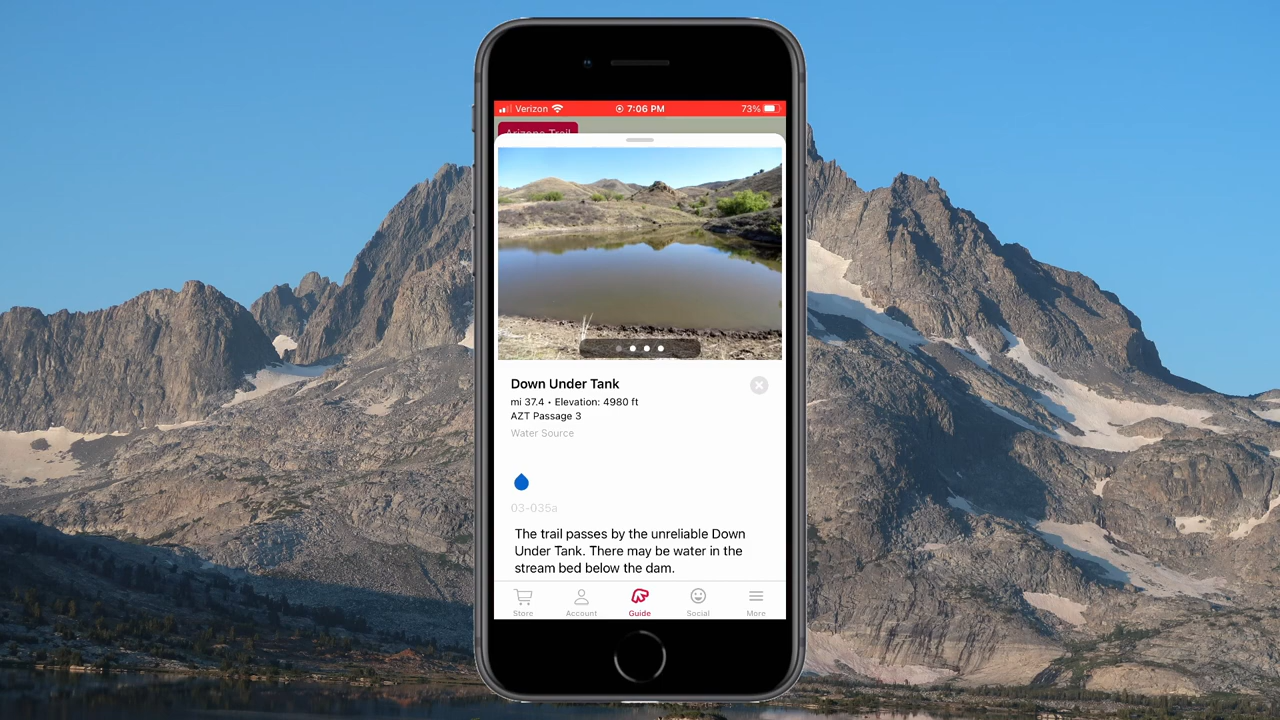 Verizon 7:06 PM 73%
Arizona Trail
Down Under Tank
mi 37.4 • Elevation: 4980 ft
AZT Passage 3
Water Source
03-035a
The trail passes by the unreliable Down
Under Tank. There may be water in the
stream bed below the dam.
Store Account Guide Social More